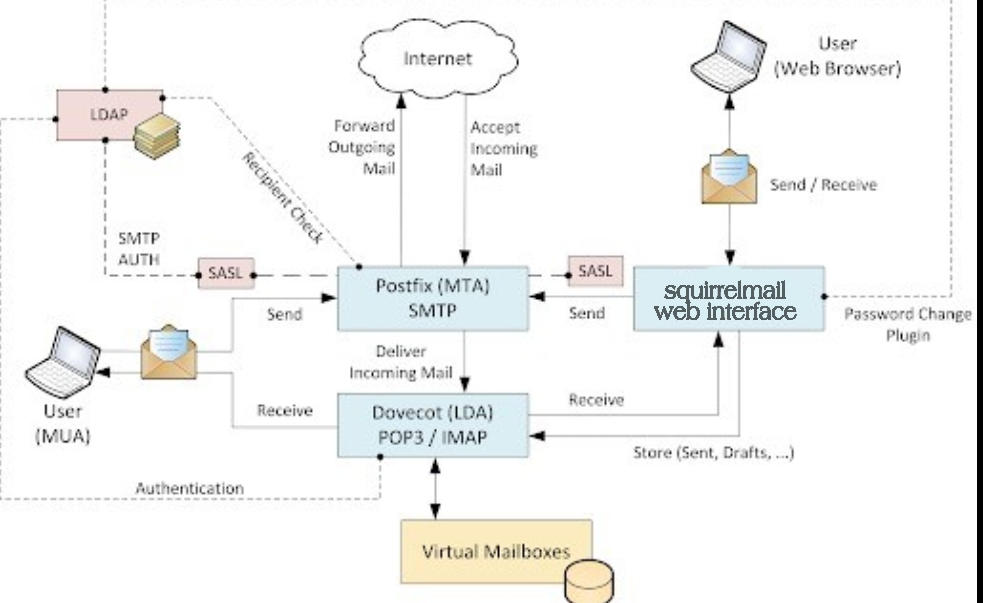 Internet
User
(Web Browser)
LDAP
Forward
Outgoing
Mail
Accept
Incoming
Mail
Recipient Check
Send / Receive
SMTP
AUTH
SASL
SASL
Postfix (MTA)
SMTP
squirrelmail
web interface
Send
Send
Password Change
Plugin
Deliver
Incoming Mail
User
(MUA)
Receive
Dovecot (LDA)
POP3 / IMAP
Receive
Store (Sent, Drafts, ...)
Authentication
Virtual Mailboxes